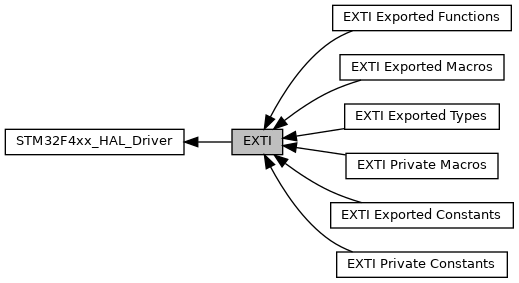 EXTI Exported Functions
EXTI Exported Macros
EXTI Exported Types
STM32F4xx_HAL_Driver
EXTI
EXTI Private Macros
EXTI Exported Constants
EXTI Private Constants